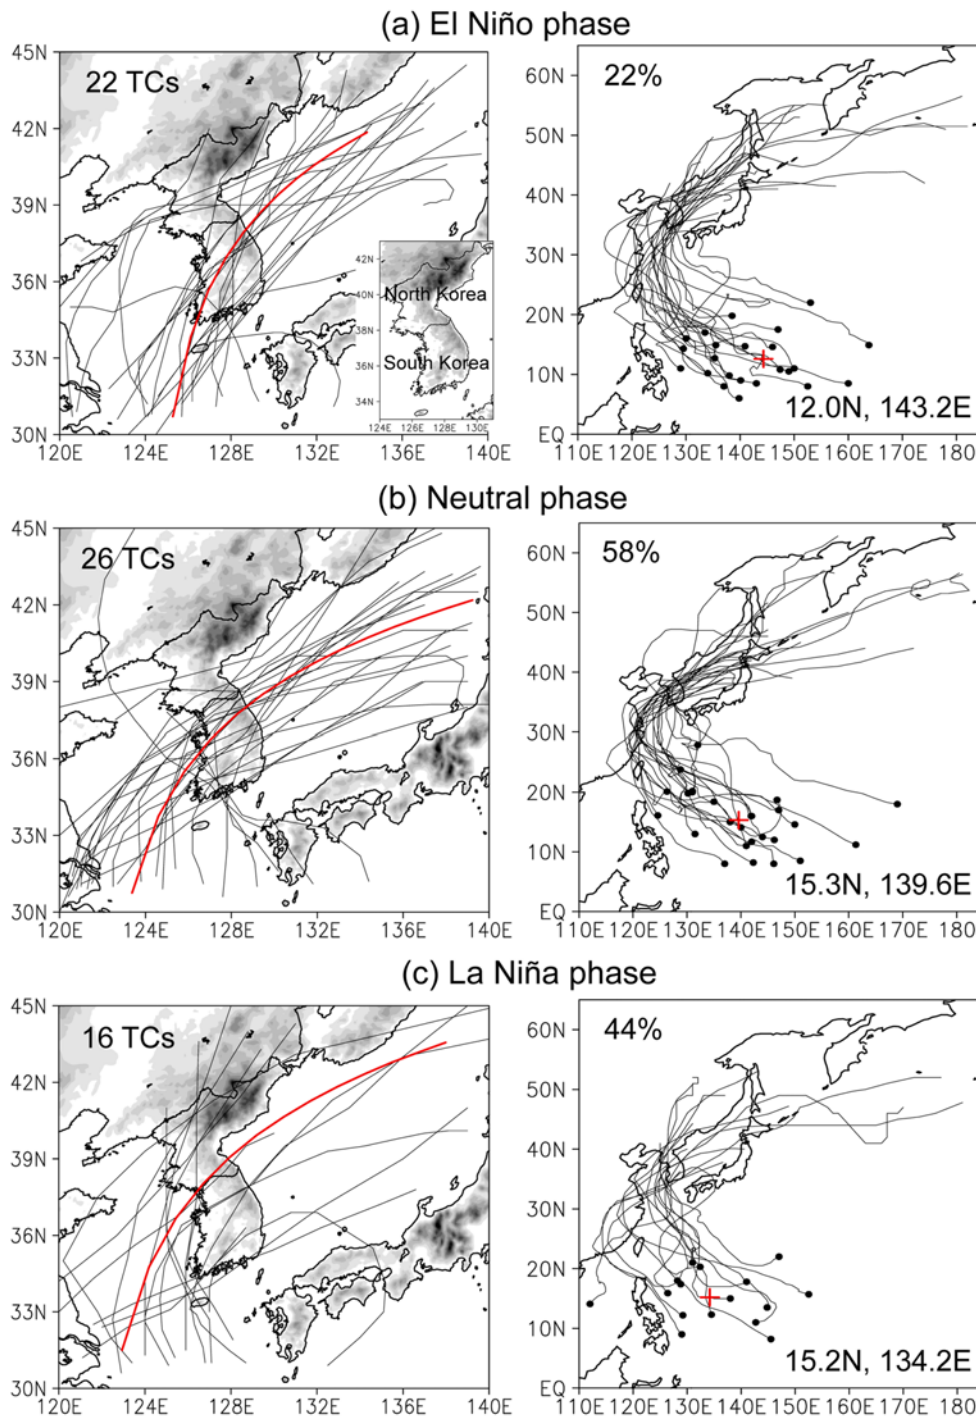 (a) El Niño phase
45N
42N
39N
36N
33N
30N
22 TCs
120E 124E 128E 132E 136E 140E
42N
40N
38N
36N
34N
North Korea
South Korea
124E 126E 128E 130E
60N
50N
40N
30N
20N
10N
EQ
22%
12.0N, 143.2E
110E 120E 130E 140E 150E 160E 170E 180
(b) Neutral phase
45N
42N
39N
36N
33N
30N
26 TCs
120E 124E 128E 132E 136E 140E
60N
50N
40N
30N
20N
10N
EQ
58%
15.3N, 139.6E
110E 120E 130E 140E 150E 160E 170E 180
(c) La Niña phase
45N
42N
39N
36N
33N
30N
16 TCs
120E 124E 128E 132E 136E 140E
60N
50N
40N
30N
20N
10N
EQ
44%
15.2N, 134.2E
110E 120E 130E 140E 150E 160E 170E 180